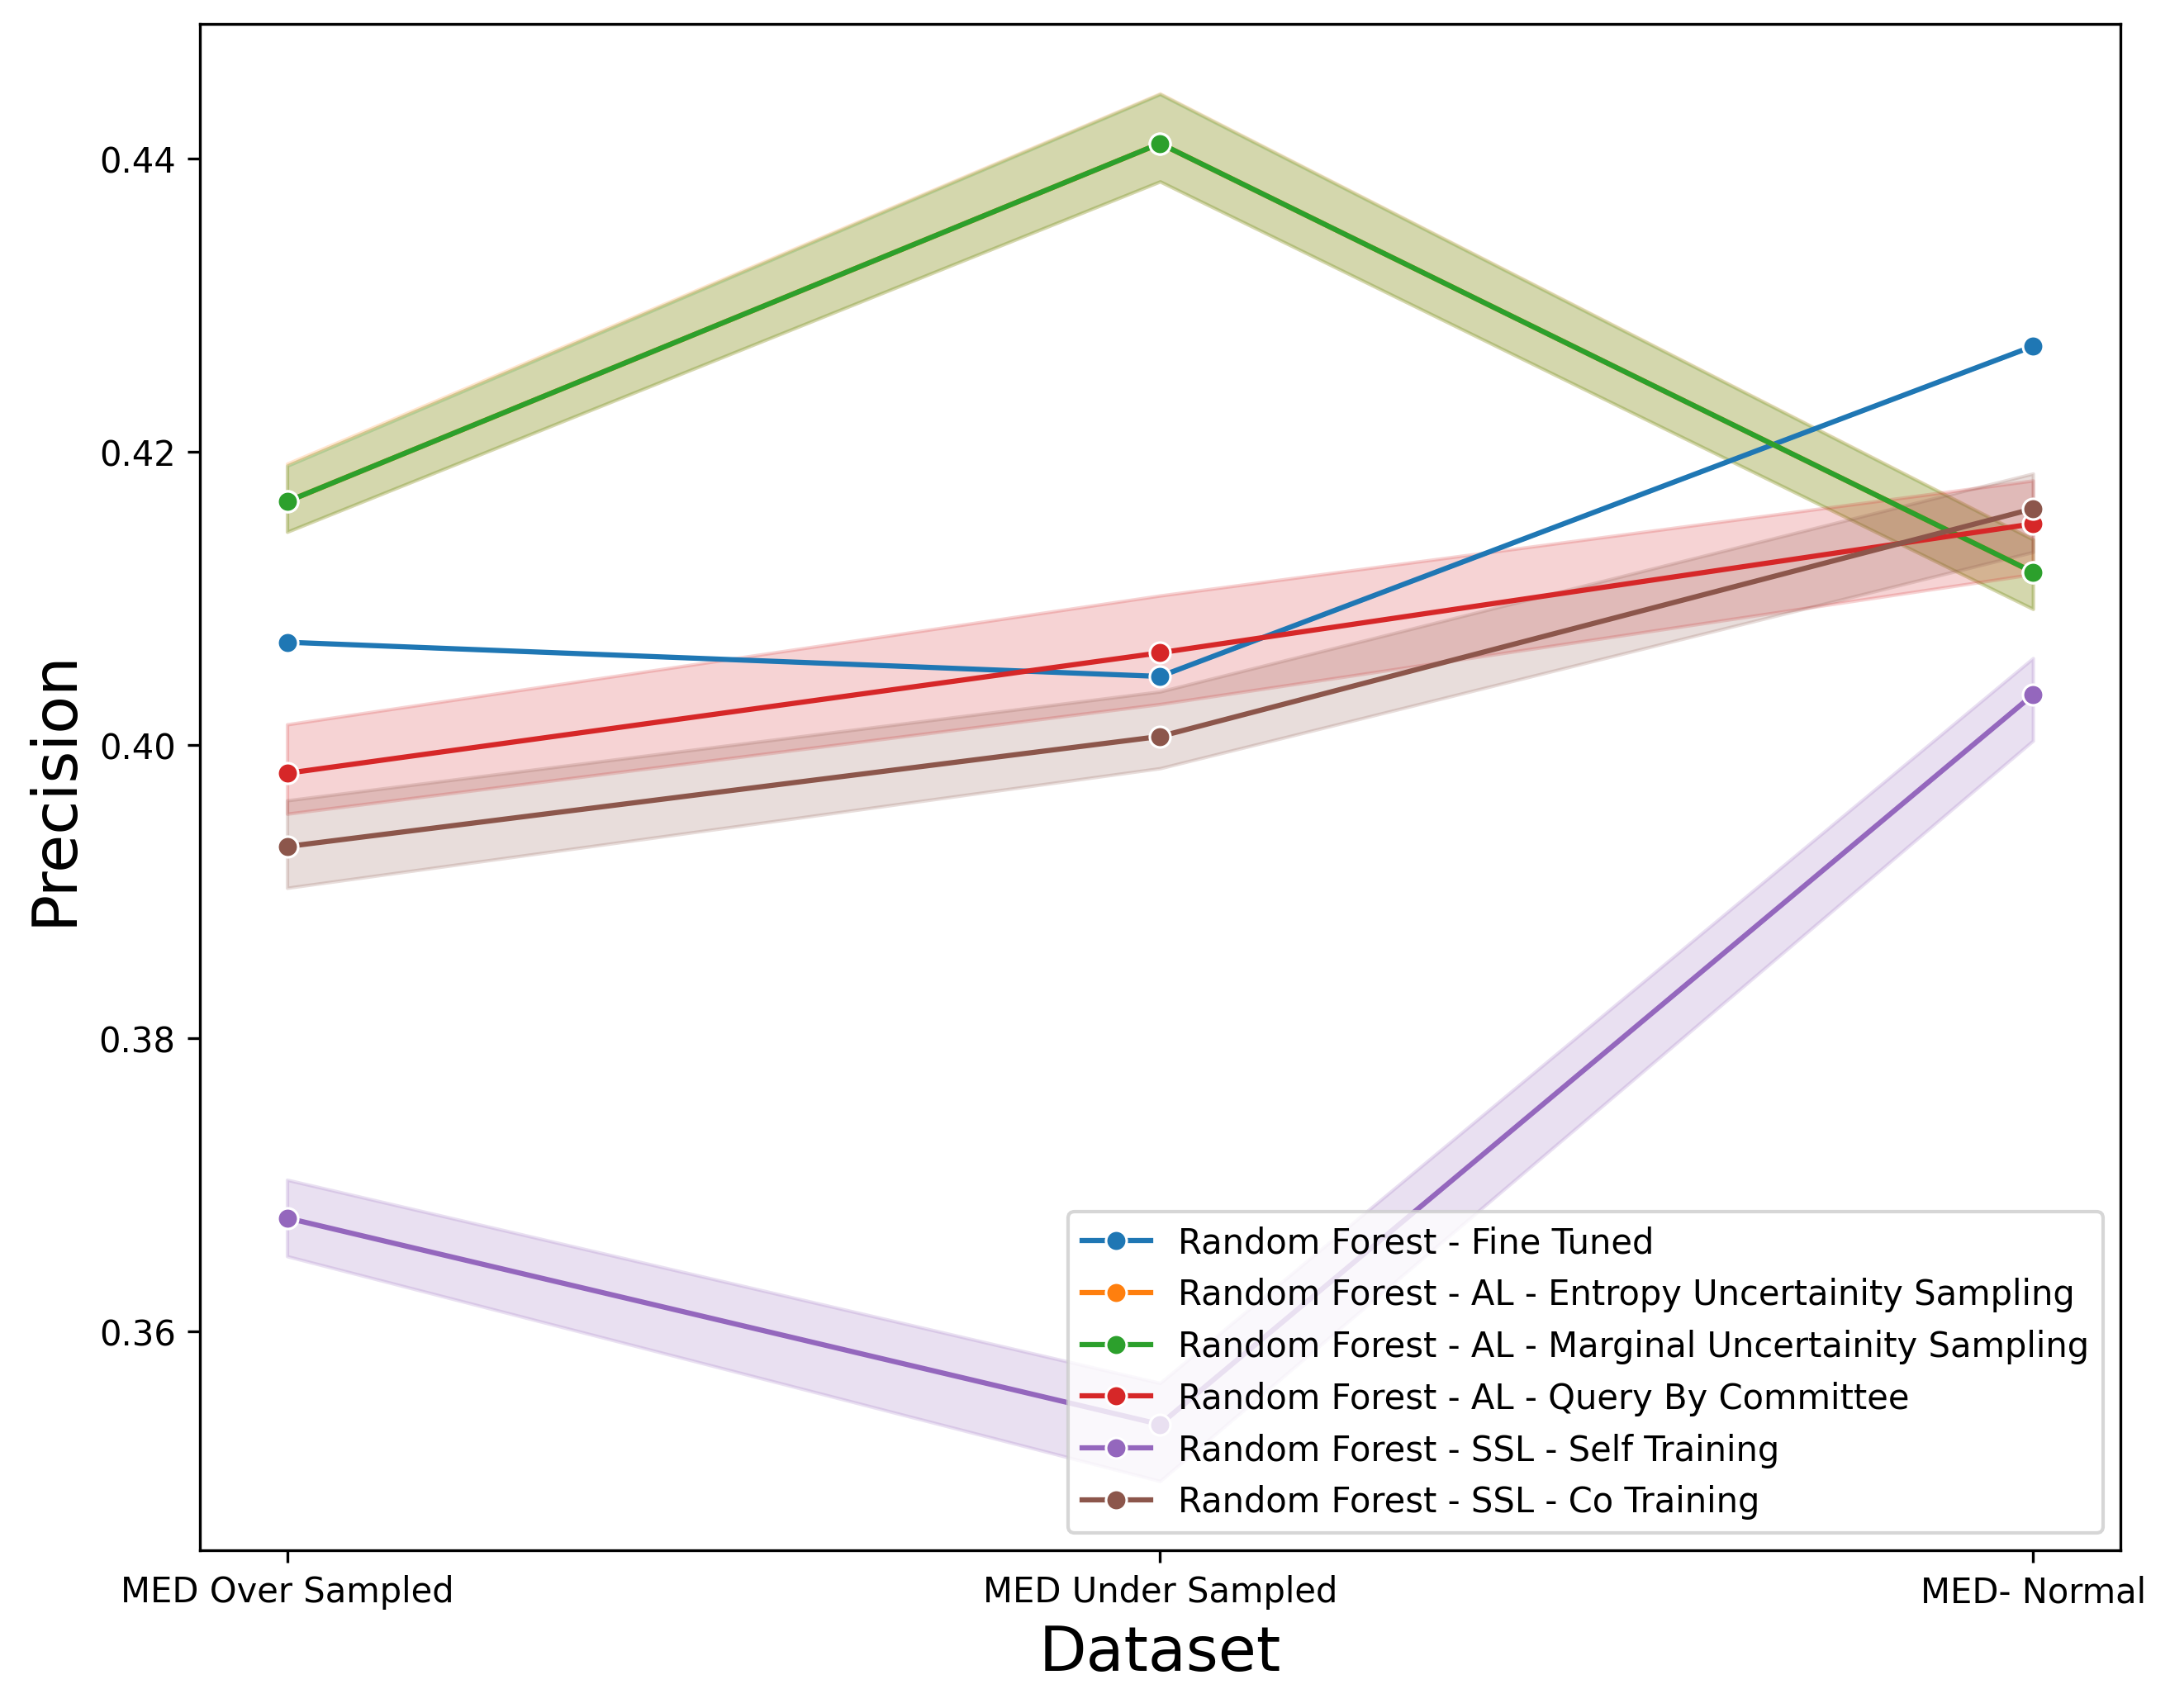 Precision
0.44
0.42
0.40
0.38
0.36
Random Forest - Fine Tuned
Random Forest - AL - Entropy Uncertainity Sampling
Random Forest - AL - Marginal Uncertainity Sampling
Random Forest - AL - Query By Committee
Random Forest - SSL - Self Training
Random Forest - SSL - Co Training
MED Over Sampled
MED Under Sampled
MED- Normal
Dataset